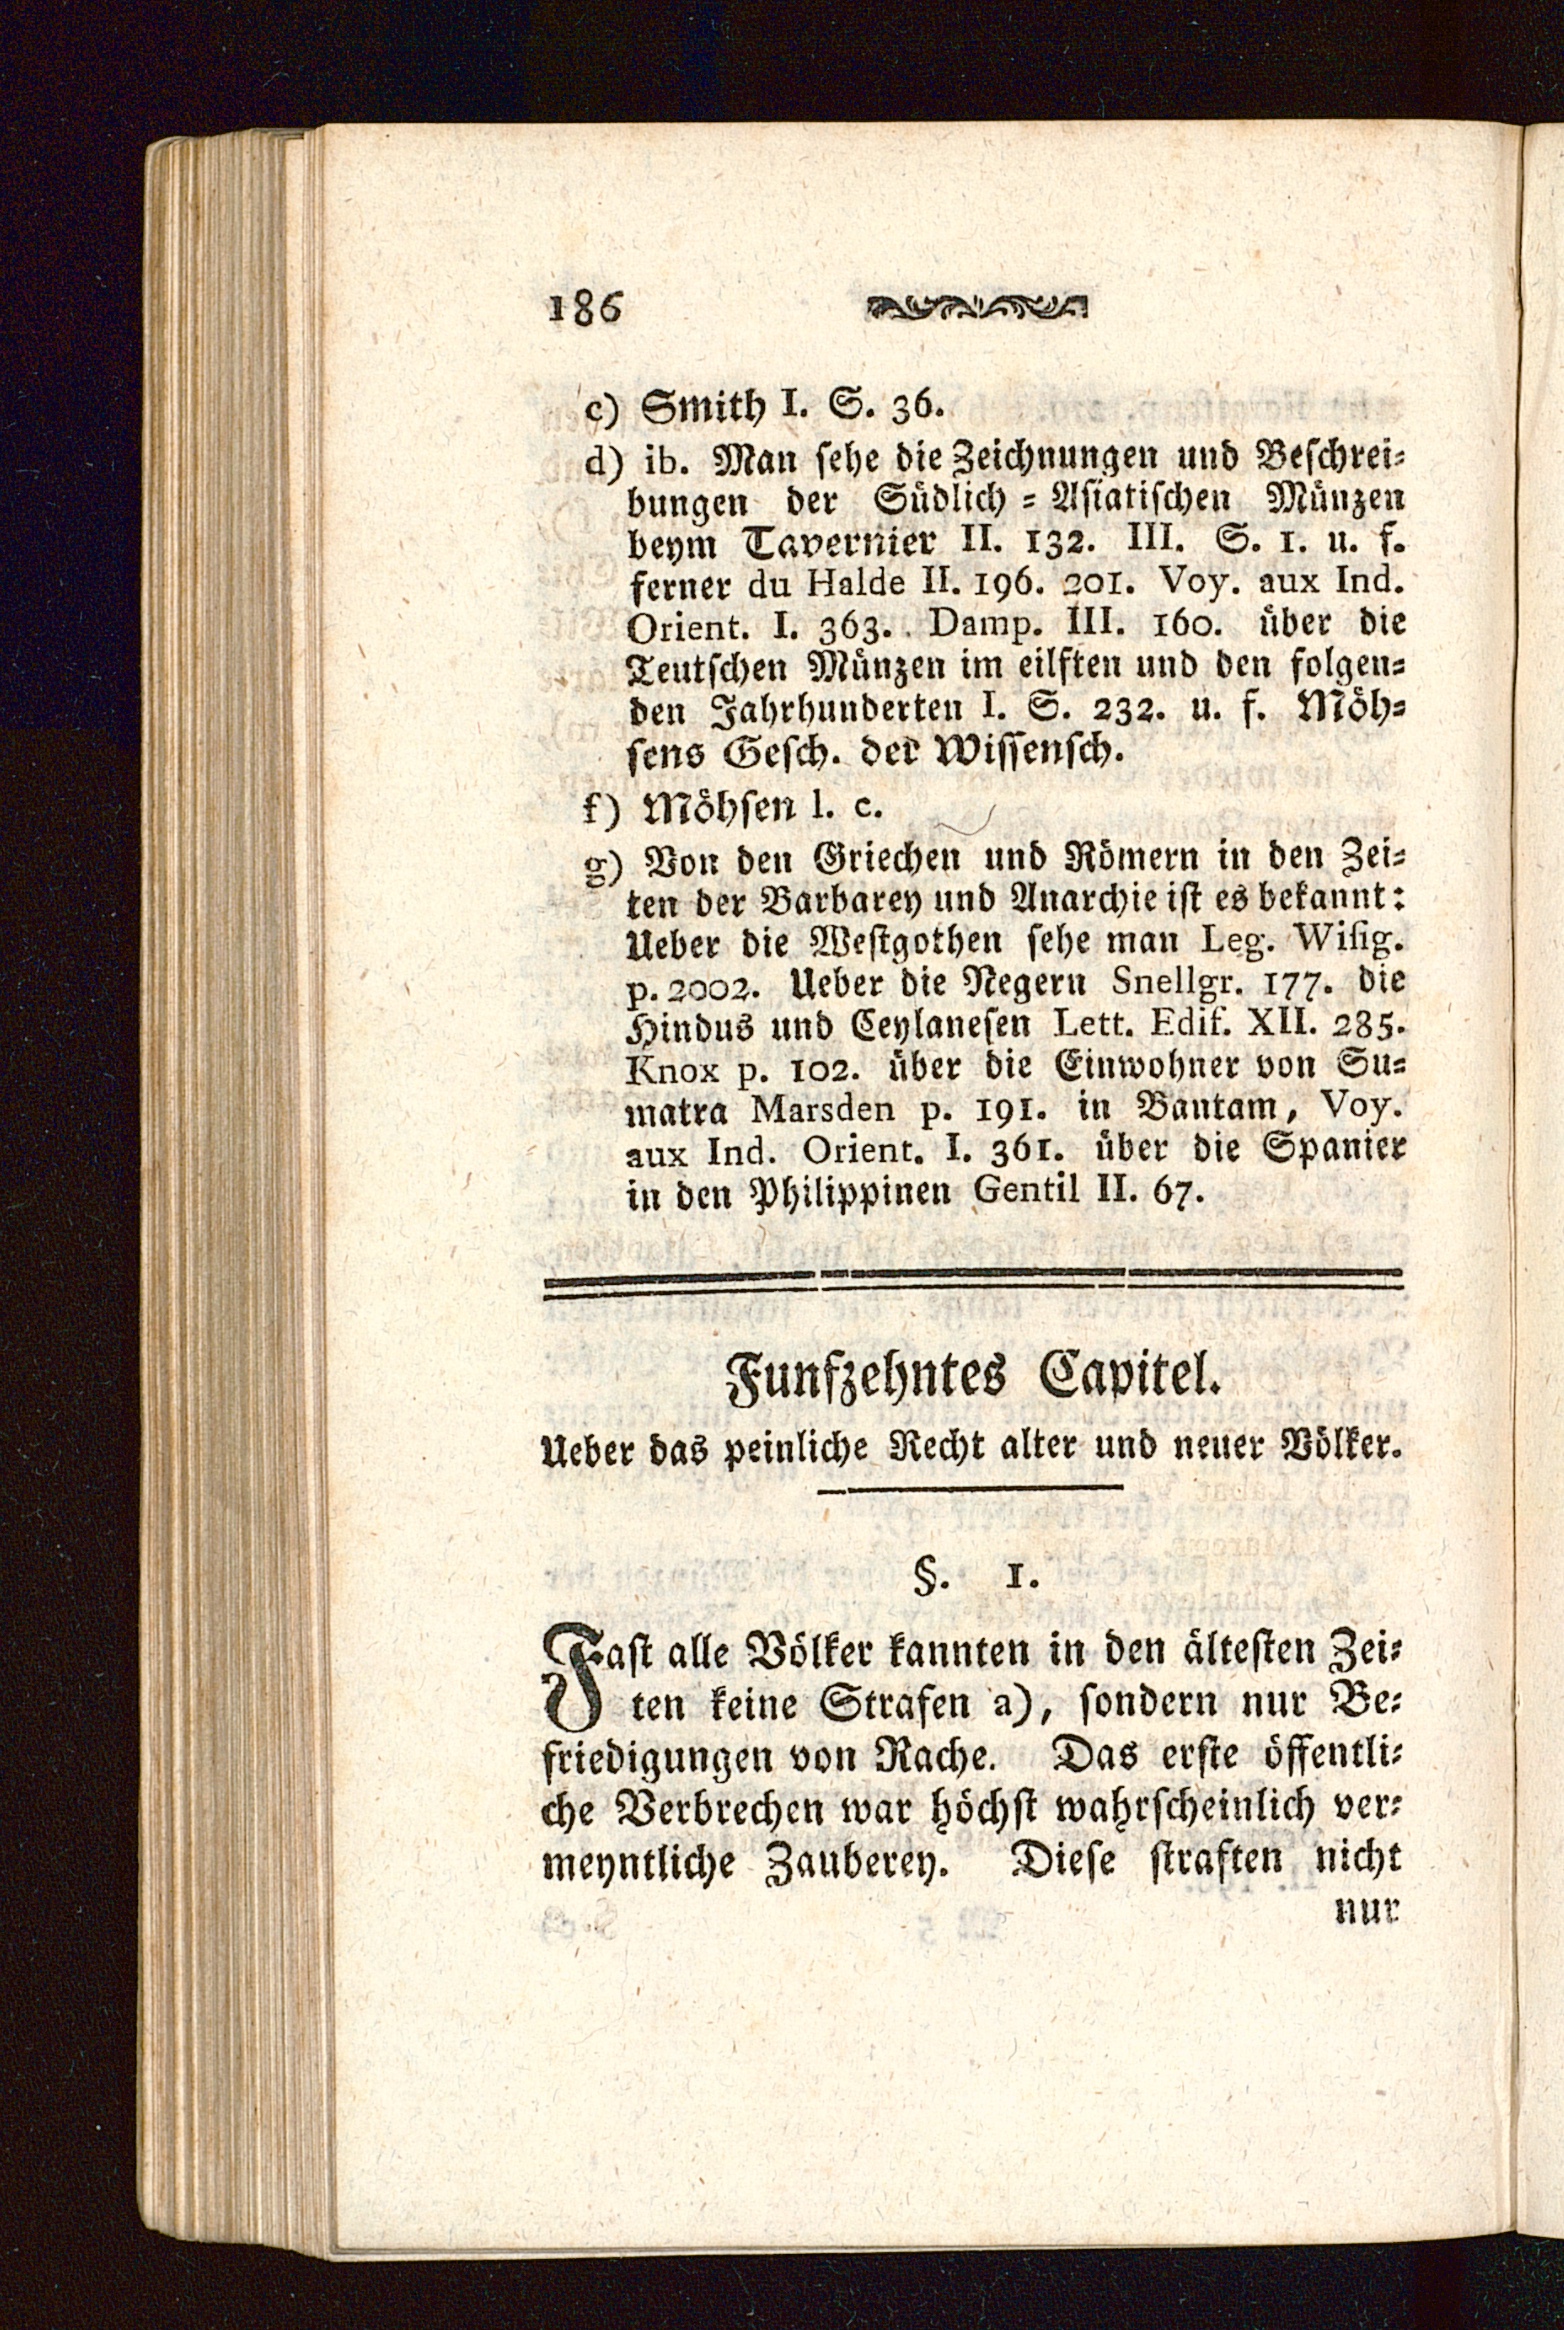 186
c) Smith I. S. 36.
d) ib. Man sehe die Zeichnungen und Beschrei-
bungen der Südlich-Asiatischen Münzen
beym Tavernier II. 132. III. S. 1. u. f.
ferner du Halde II. 196. 201. Voy. aux Ind.
Orient. I. 363. Damp. III. 160. über die
Teutschen Münzen im eilften und den folgen-
den Jahrhunderten I. S. 232. u. f. Möh-
sens Gesch. der Wissensch.
f) Möhsen l. c.
g) Von den Griechen und Römern in den Zei-
ten der Barbarey und Anarchie ist es bekannt:
Ueber die Westgothen sehe man Leg. Wisig.
p. 2002. Ueber die Negern Snellgr. 177. die
Hindus und Ceylanesen Lett. Edif. XII. 285.
Knox p. 102. über die Einwohner von Su-
matra Marsden p. 191. in Bantam, Voy.
aux Ind. Orient. I. 361. über die Spanier
in den Philippinen Gentil II. 67.
Funfzehntes Capitel.
Ueber das peinliche Recht alter und neuer Völker.
§. 1.
Fast alle Völker kannten in den ältesten Zei-
ten keine Strafen a), sondern nur Be-
friedigungen von Rache. Das erste öffentli-
che Verbrechen war höchst wahrscheinlich ver-
meyntliche Zauberey. Diese straften nicht
nur